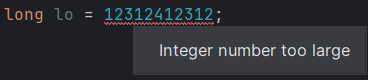 long lo = 12312412312;
Integer number too large